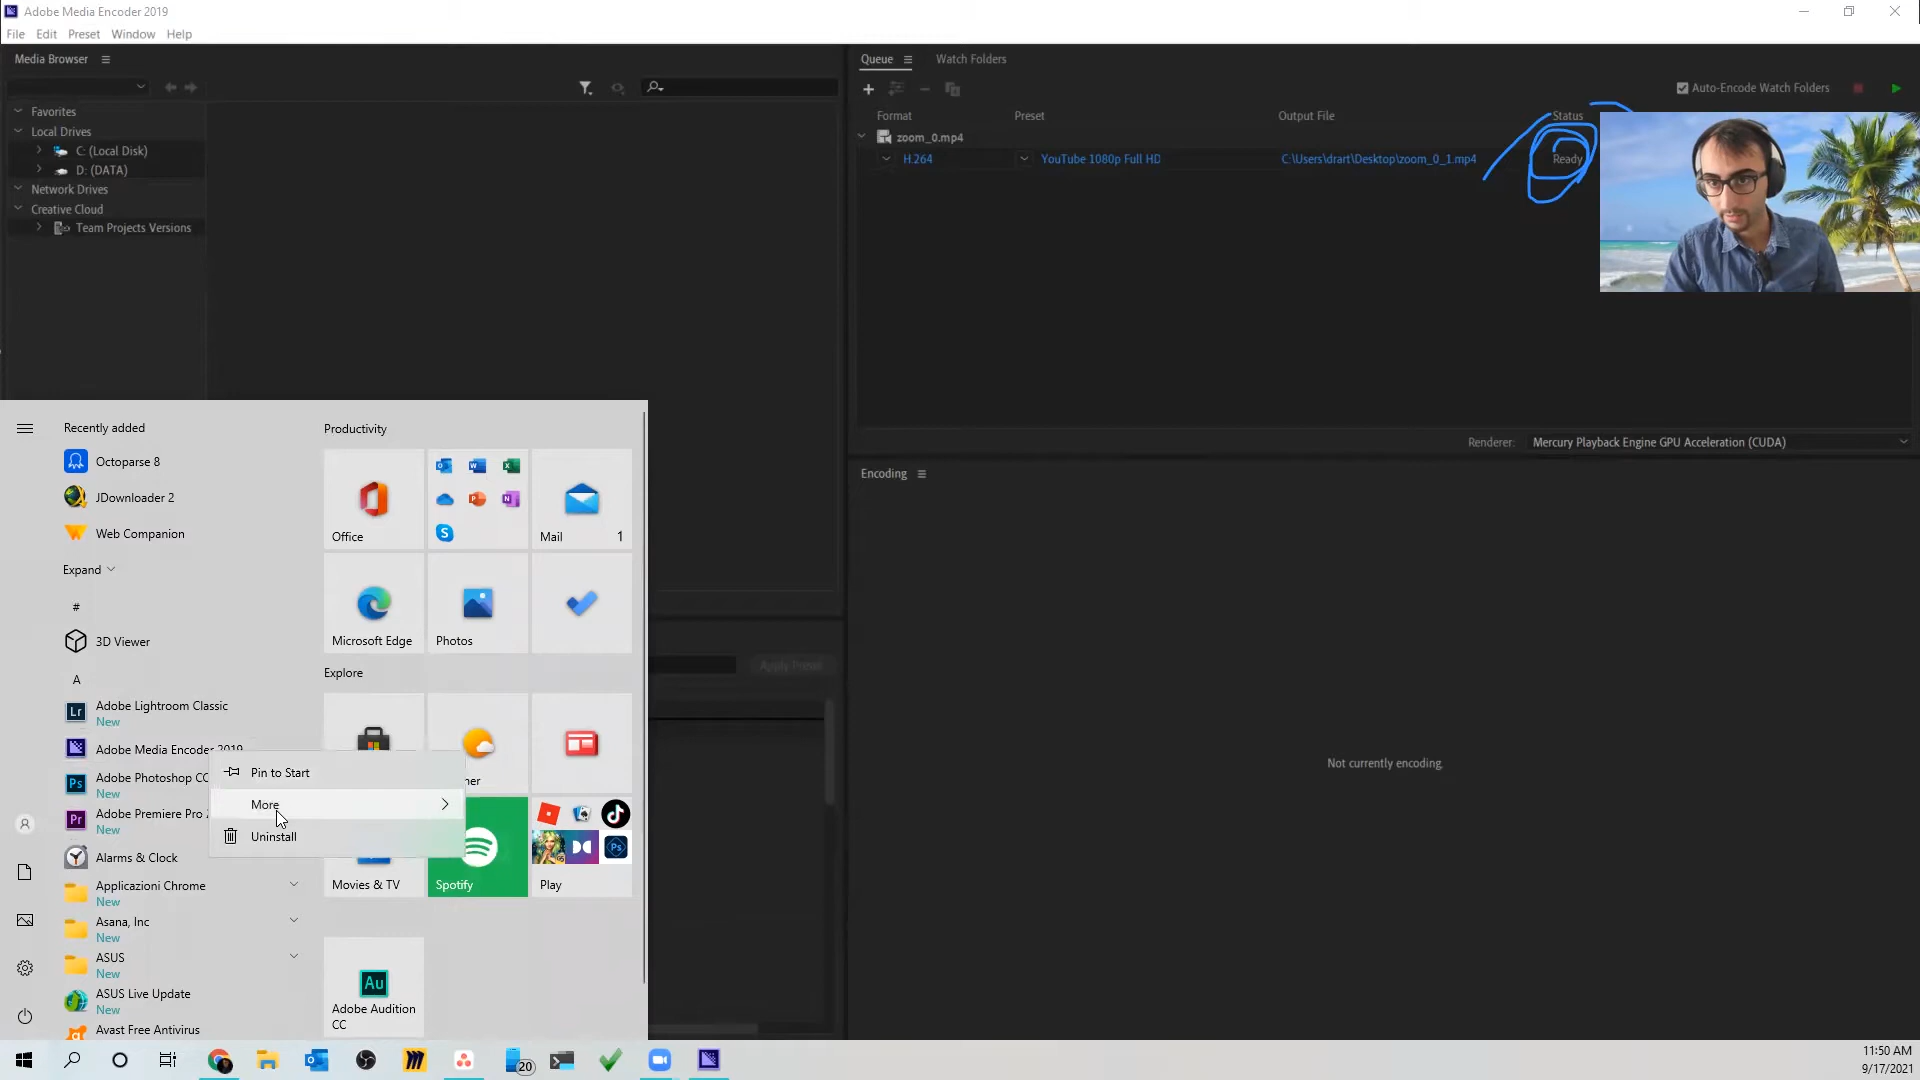 Adobe Media Encoder 2019
File Edit Preset Window Help
Media Browser
Favorites
Local Drives
C: (Local Disk)
D: (DATA)
Network Drives
Creative Cloud
Team Projects Versions
Queue Watch Folders
Auto-Encode Watch Folders
Format Preset Output File Status
zoom_0.mp4
H.264 YouTube 1080p Full HD C:\Users\drart\Desktop\zoom_0_1.mp4 Ready
Renderer: Mercury Playback Engine GPU Acceleration (CUDA)
Encoding
Not currently encoding.
Apply Preset
Recently added
Octoparse 8
JDownloader 2
Web Companion
Expand
#
3D Viewer
A
Adobe Lightroom Classic
New
Adobe Media Encoder 2019
Adobe Photoshop CC
New
Adobe Premiere Pro
New
Alarms & Clock
Applicazioni Chrome
New
Asana, Inc
New
ASUS
New
ASUS Live Update
New
Avast Free Antivirus
Pin to Start
More
Uninstall
Productivity
Office
Mail 1
Microsoft Edge
Photos
Explore
Movies & TV
Spotify
Play
Au
Adobe Audition
CC
20
11:50 AM
9/17/2021